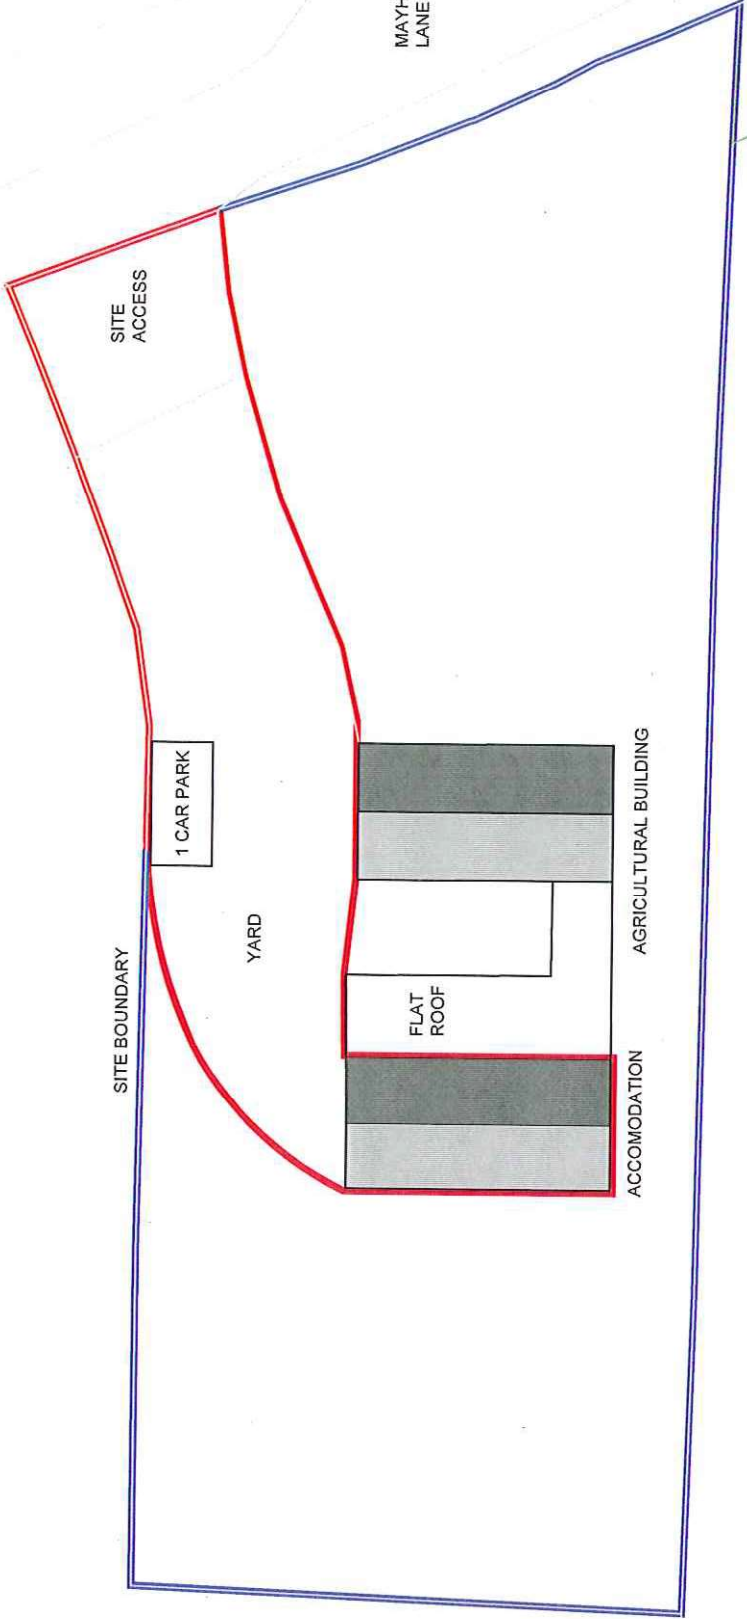 SITE BOUNDARY
1 CAR PARK
YARD
SITE
ACCESS
LANE
FLAT
ROOF
ACCOMODATION
AGRICULTURAL BUILDING